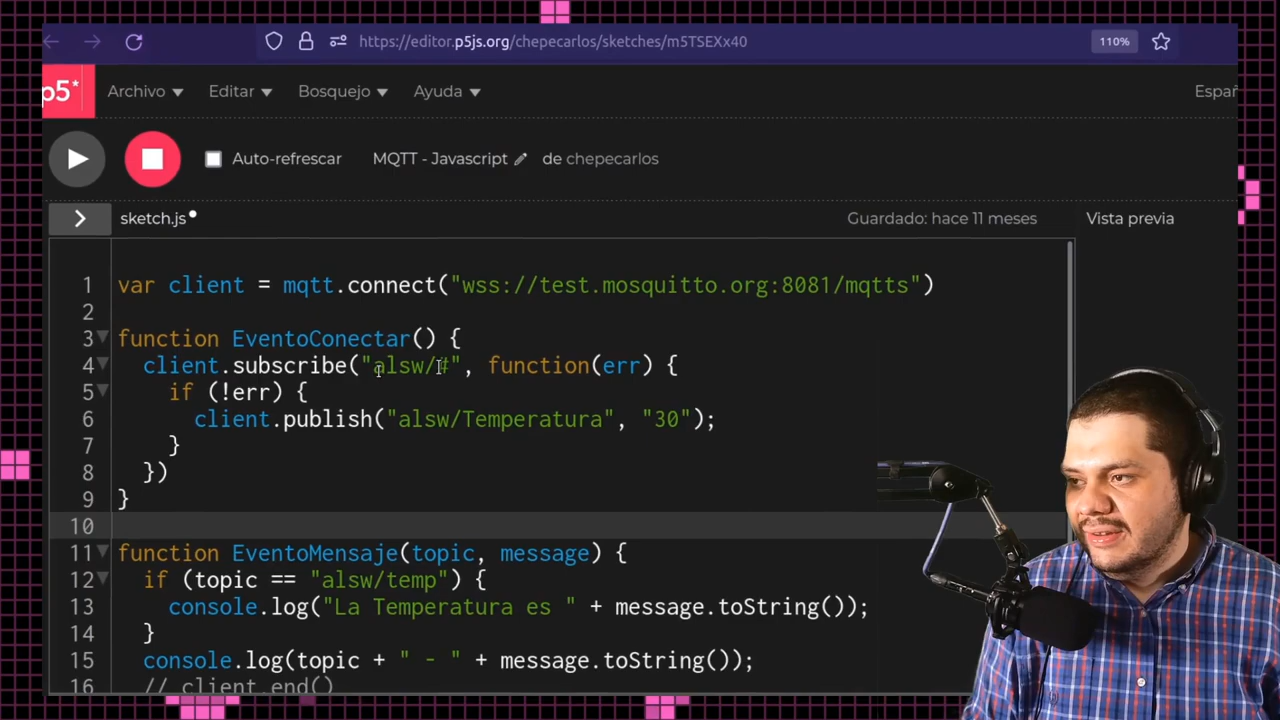 https://editor.p5js.org/chepecarlos/sketches/m5TSEXx40 110%
p5* Archivo Editar Bosquejo Ayuda Españ
Auto-refrescar MQTT - Javascript de chepecarlos
sketch.js Guardado: hace 11 meses Vista previa
1 var client = mqtt.connect("wss://test.mosquitto.org:8081/mqtts")
2
3 function EventoConectar() {
4 client.subscribe("alsw/#", function(err) {
5 if (!err) {
6 client.publish("alsw/Temperatura", "30");
7 }
8 })
9 }
10
11 function EventoMensaje(topic, message) {
12 if (topic == "alsw/temp") {
13 console.log("La Temperatura es " + message.toString());
14 }
15 console.log(topic + " - " + message.toString());
16 // client.end()